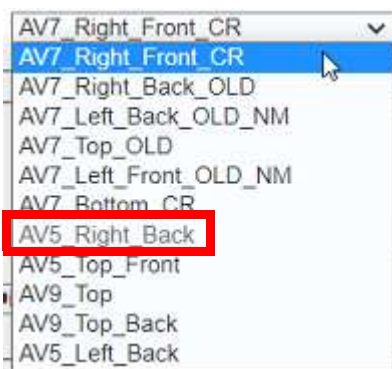 AV7_Right_Front_CR
AV7_Right_Front_CR
AV7_Right_Back_OLD
AV7_Left_Back_OLD_NM
AV7_Top_OLD
AV7_Left_Front_OLD_NM
AV7_Bottom_CR
AV5_Right_Back
AV5_Top_Front
AV9_Top
AV9_Top_Back
AV5_Left_Back